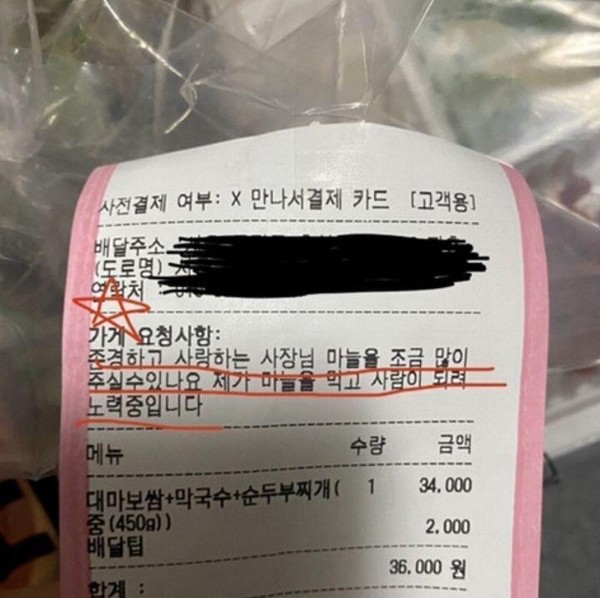 사전결제 여부: X 만나서결제 카드 [고객용]
배달주소
(도로명)
연락처
가게 요청사항:
존경하고 사랑하는 사장님 마늘을 조금 많이
주실수있나요 제가 마늘을 먹고 사람이 되려
노력중입니다
메뉴 수량 금액
대마보쌈+막국수+순두부찌개( 1 34,000
중(450g))
배달팁 2,000
36,000 원
합계 :